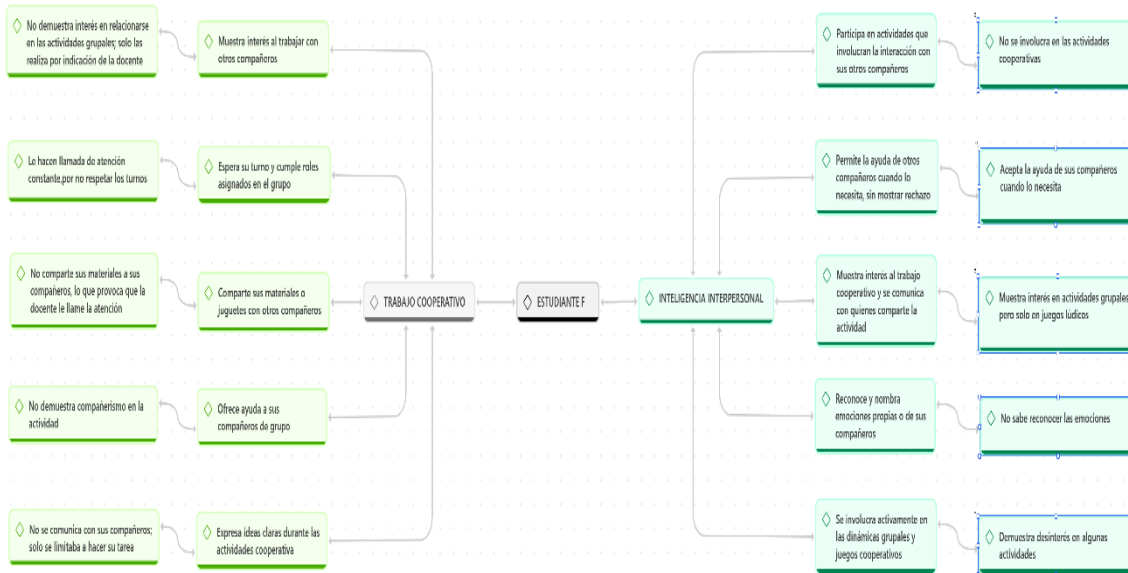 No demuestra interés en relacionarse
en las actividades grupales; solo las
realiza por indicación de la docente
Muestra interés al trabajar con
otros compañeros
Le hacen llamada de atención
constante,por no respetar los turnos
Espera su turno y cumple roles
asignados en el grupo
No comparte sus materiales a sus
compañeros, lo que provoca que la
docente le llame la atención
Comparte sus materiales o
juguetes con otros compañeros
No demuestra compañerismo en la
actividad
Ofrece ayuda a sus
compañeros de grupo
No se comunica con sus compañeros;
solo se limitaba a hacer su tarea
Expresa ideas claras durante las
actividades cooperativa
TRABAJO COOPERATIVO
ESTUDIANTE F
INTELIGENCIA INTERPERSONAL
Participa en actividades que
involucran la interacción con
sus otros compañeros
No se involucra en las actividades
cooperativas
Permite la ayuda de otros
compañeros cuando lo
necesita, sin mostrar rechazo
Acepta la ayuda de sus compañeros
cuando lo necesita
Muestra interés al trabajo
cooperativo y se comunica
con quienes comparte la
actividad
Muestra interés en actividades grupales
pero solo en juegos lúdicos
Reconoce y nombra
emociones propias o de sus
compañeros
No sabe reconocer las emociones
Se involucra activamente en
las dinámicas grupales y
juegos cooperativos
Demuestra desinterés en algunas
actividades